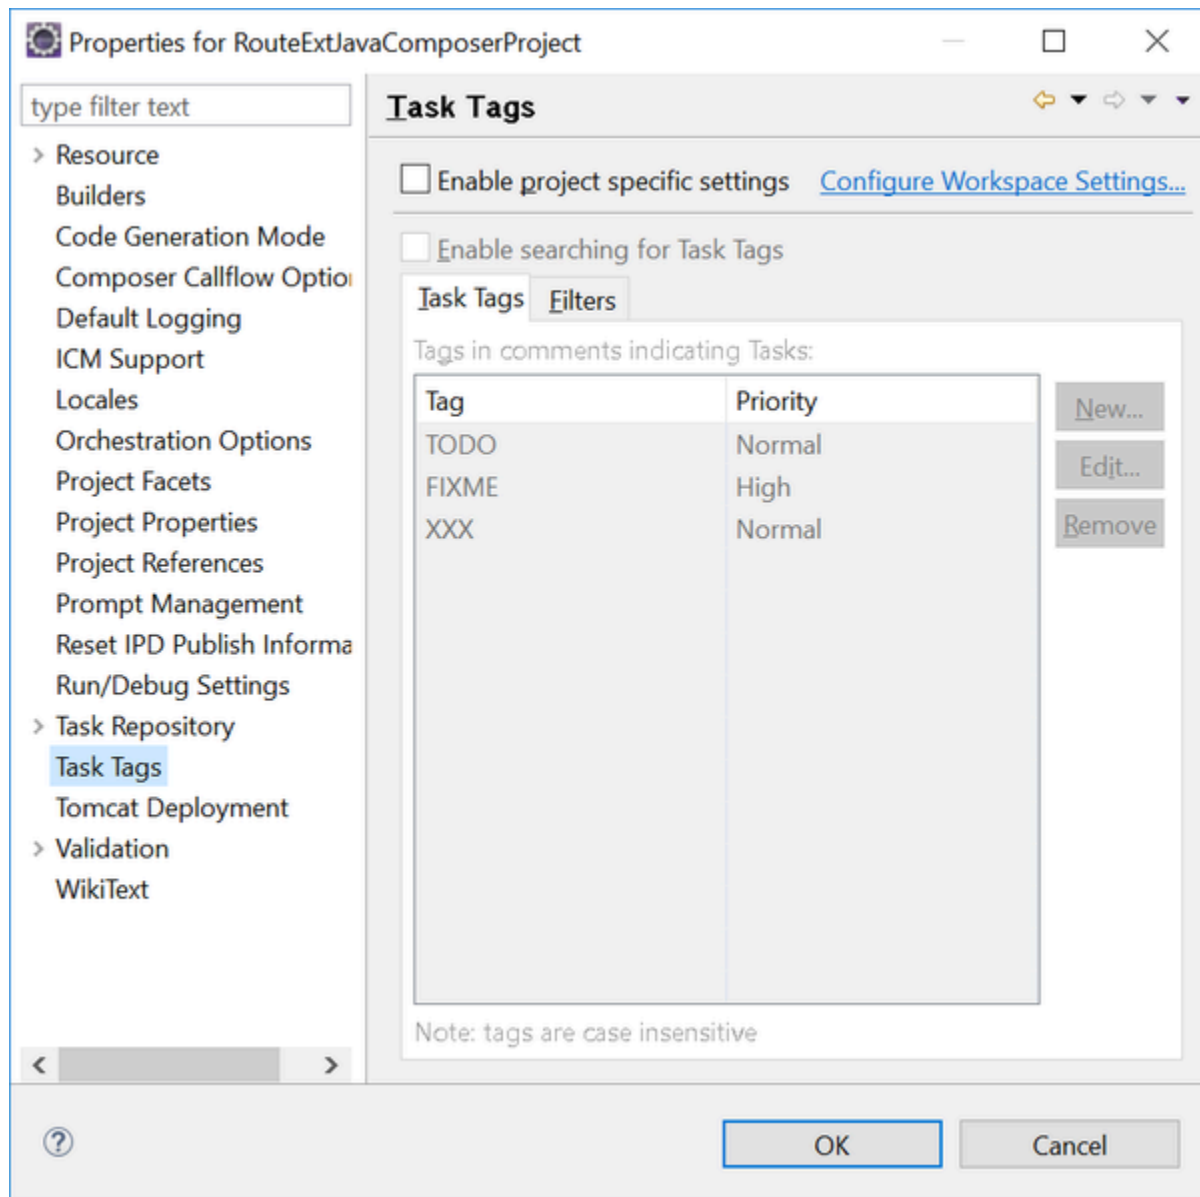 Properties for RouteExtJavaComposerProject
type filter text
Resource
Builders
Code Generation Mode
Composer Callflow Optio
Default Logging
ICM Support
Locales
Orchestration Options
Project Facets
Project Properties
Project References
Prompt Management
Reset IPD Publish Informa
Run/Debug Settings
Task Repository
Task Tags
Tomcat Deployment
Validation
WikiText
Task Tags
Enable project specific settings Configure Workspace Settings...
Enable searching for Task Tags
Task Tags Filters
Tags in comments indicating Tasks:
Tag Priority
TODO Normal
FIXME High
XXX Normal
New...
Edit...
Remove
Note: tags are case insensitive
OK Cancel